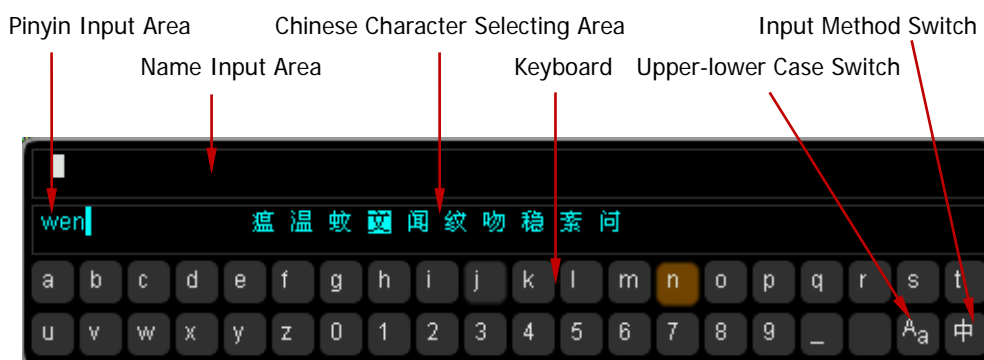 Pinyin Input Area Chinese Character Selecting Area Input Method Switch
Name Input Area Keyboard Upper-lower Case Switch
wen 瘟 温 蚊 文 闻 纹 吻 稳 紊 问
a b c d e f g h i j k l m n o p q r s t
u v w x y z 0 1 2 3 4 5 6 7 8 9 _ Aa 中